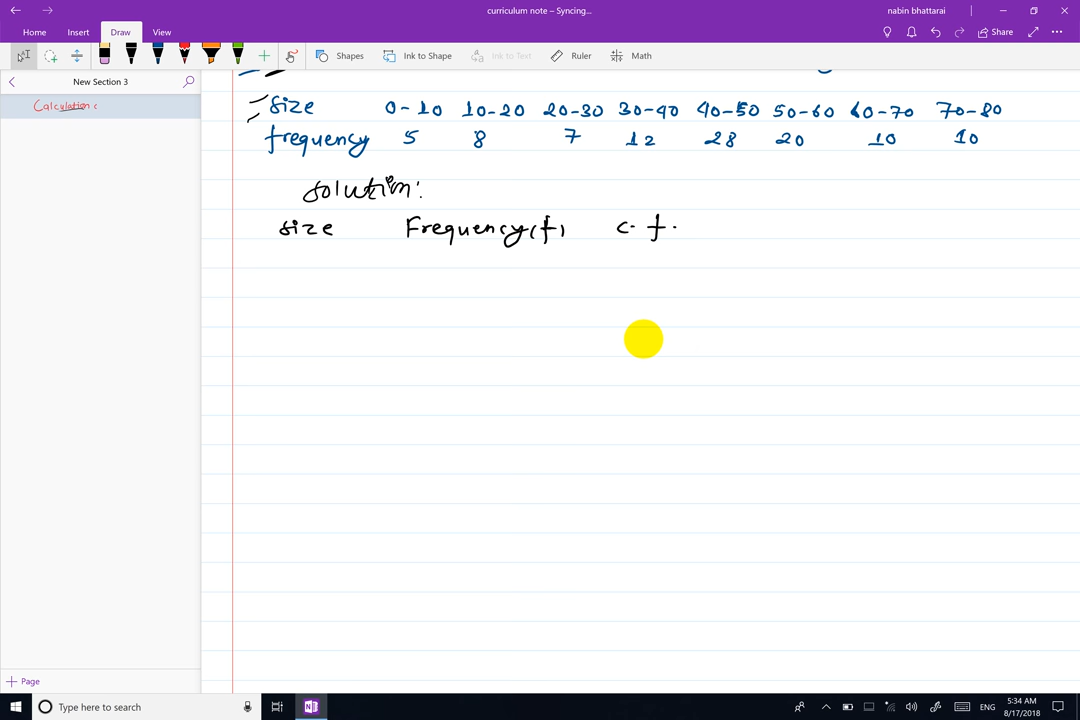 curriculum note – Syncing...
nabin bhattarai
Home Insert Draw View
Share
Shapes Ink to Shape Ink to Text Ruler Math
New Section 3
Calculation c
size 0-10 10-20 20-30 30-40 40-50 50-60 60-70 70-80
frequency 5 8 7 12 28 20 10 10
solution:
size Frequency(f) c.f.
+ Page
Type here to search
ENG
5:34 AM
8/17/2018